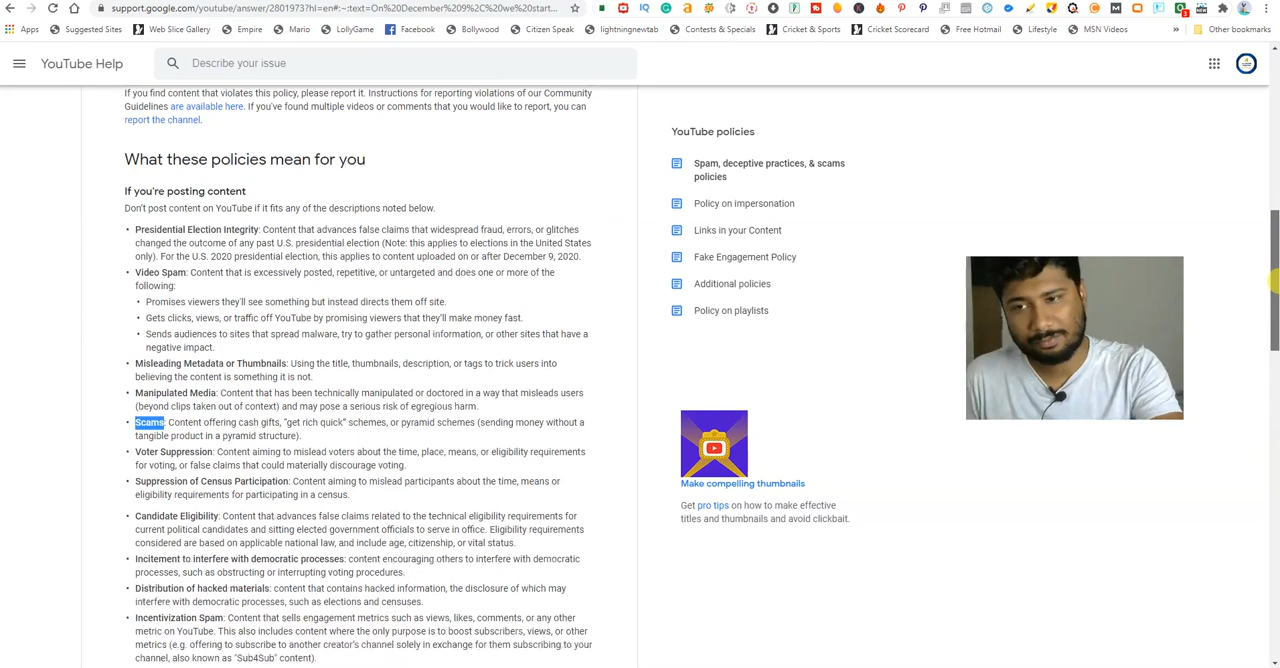 support.google.com/youtube/answer/2801973?hl=en#:~:text=On%20December%209%2C%20we%20start...
Apps Suggested Sites Web Slice Gallery Empire Mario LollyGame Facebook Bollywood Citizen Speak lightningnewtab Contests & Specials Cricket & Sports Cricket Scorecard Free Hotmail Lifestyle MSN Videos » Other bookmarks
YouTube Help
Describe your issue
If you find content that violates this policy, please report it. Instructions for reporting violations of our Community
Guidelines are available here. If you've found multiple videos or comments that you would like to report, you can
report the channel.
What these policies mean for you
If you're posting content
Don't post content on YouTube if it fits any of the descriptions noted below.
• Presidential Election Integrity: Content that advances false claims that widespread fraud, errors, or glitches
changed the outcome of any past U.S. presidential election (Note: this applies to elections in the United States
only). For the U.S. 2020 presidential election, this applies to content uploaded on or after December 9, 2020.
• Video Spam: Content that is excessively posted, repetitive, or untargeted and does one or more of the
following:
• Promises viewers they'll see something but instead directs them off site.
• Gets clicks, views, or traffic off YouTube by promising viewers that they'll make money fast.
• Sends audiences to sites that spread malware, try to gather personal information, or other sites that have a
negative impact.
• Misleading Metadata or Thumbnails: Using the title, thumbnails, description, or tags to trick users into
believing the content is something it is not.
• Manipulated Media: Content that has been technically manipulated or doctored in a way that misleads users
(beyond clips taken out of context) and may pose a serious risk of egregious harm.
• Scams: Content offering cash gifts, "get rich quick" schemes, or pyramid schemes (sending money without a
tangible product in a pyramid structure).
• Voter Suppression: Content aiming to mislead voters about the time, place, means, or eligibility requirements
for voting, or false claims that could materially discourage voting.
• Suppression of Census Participation: Content aiming to mislead participants about the time, means or
eligibility requirements for participating in a census.
• Candidate Eligibility: Content that advances false claims related to the technical eligibility requirements for
current political candidates and sitting elected government officials to serve in office. Eligibility requirements
considered are based on applicable national law, and include age, citizenship, or vital status.
• Incitement to interfere with democratic processes: content encouraging others to interfere with democratic
processes, such as obstructing or interrupting voting procedures.
• Distribution of hacked materials: content that contains hacked information, the disclosure of which may
interfere with democratic processes, such as elections and censuses.
• Incentivization Spam: Content that sells engagement metrics such as views, likes, comments, or any other
metric on YouTube. This also includes content where the only purpose is to boost subscribers, views, or other
metrics (e.g. offering to subscribe to another creator's channel solely in exchange for them subscribing to your
channel, also known as "Sub4Sub" content).
YouTube policies
Spam, deceptive practices, & scams
policies
Policy on impersonation
Links in your Content
Fake Engagement Policy
Additional policies
Policy on playlists
Make compelling thumbnails
Get pro tips on how to make effective
titles and thumbnails and avoid clickbait.